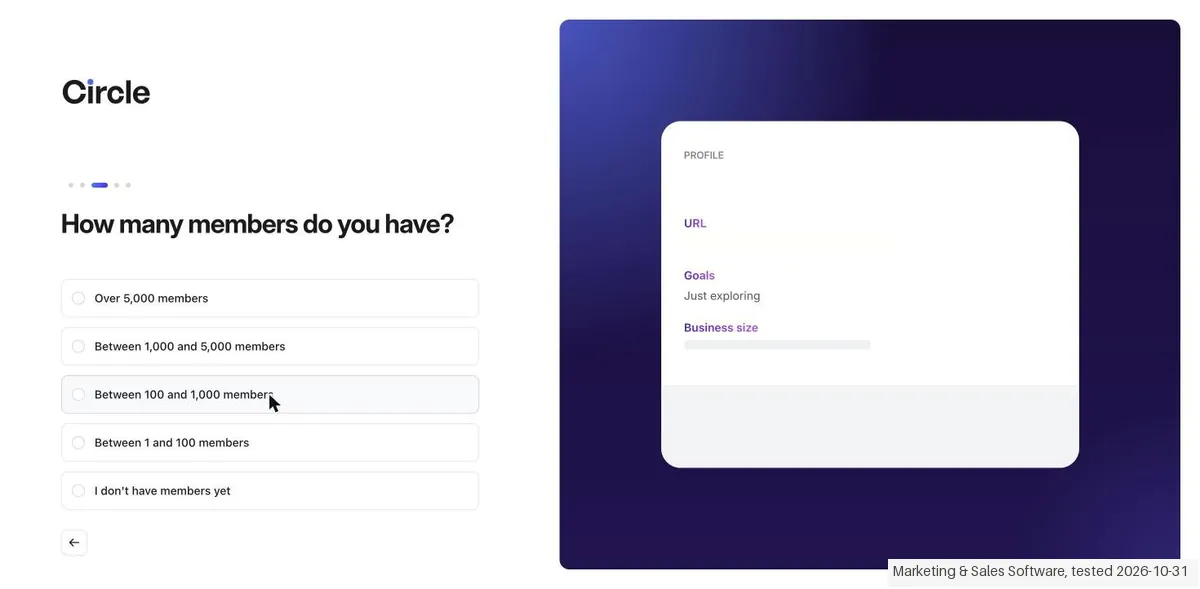 Circle
How many members do you have?
Over 5,000 members
Between 1,000 and 5,000 members
Between 100 and 1,000 members
Between 1 and 100 members
I don't have members yet
PROFILE
URL
Goals
Just exploring
Business size
Marketing & Sales Software, tested 2026-10-31